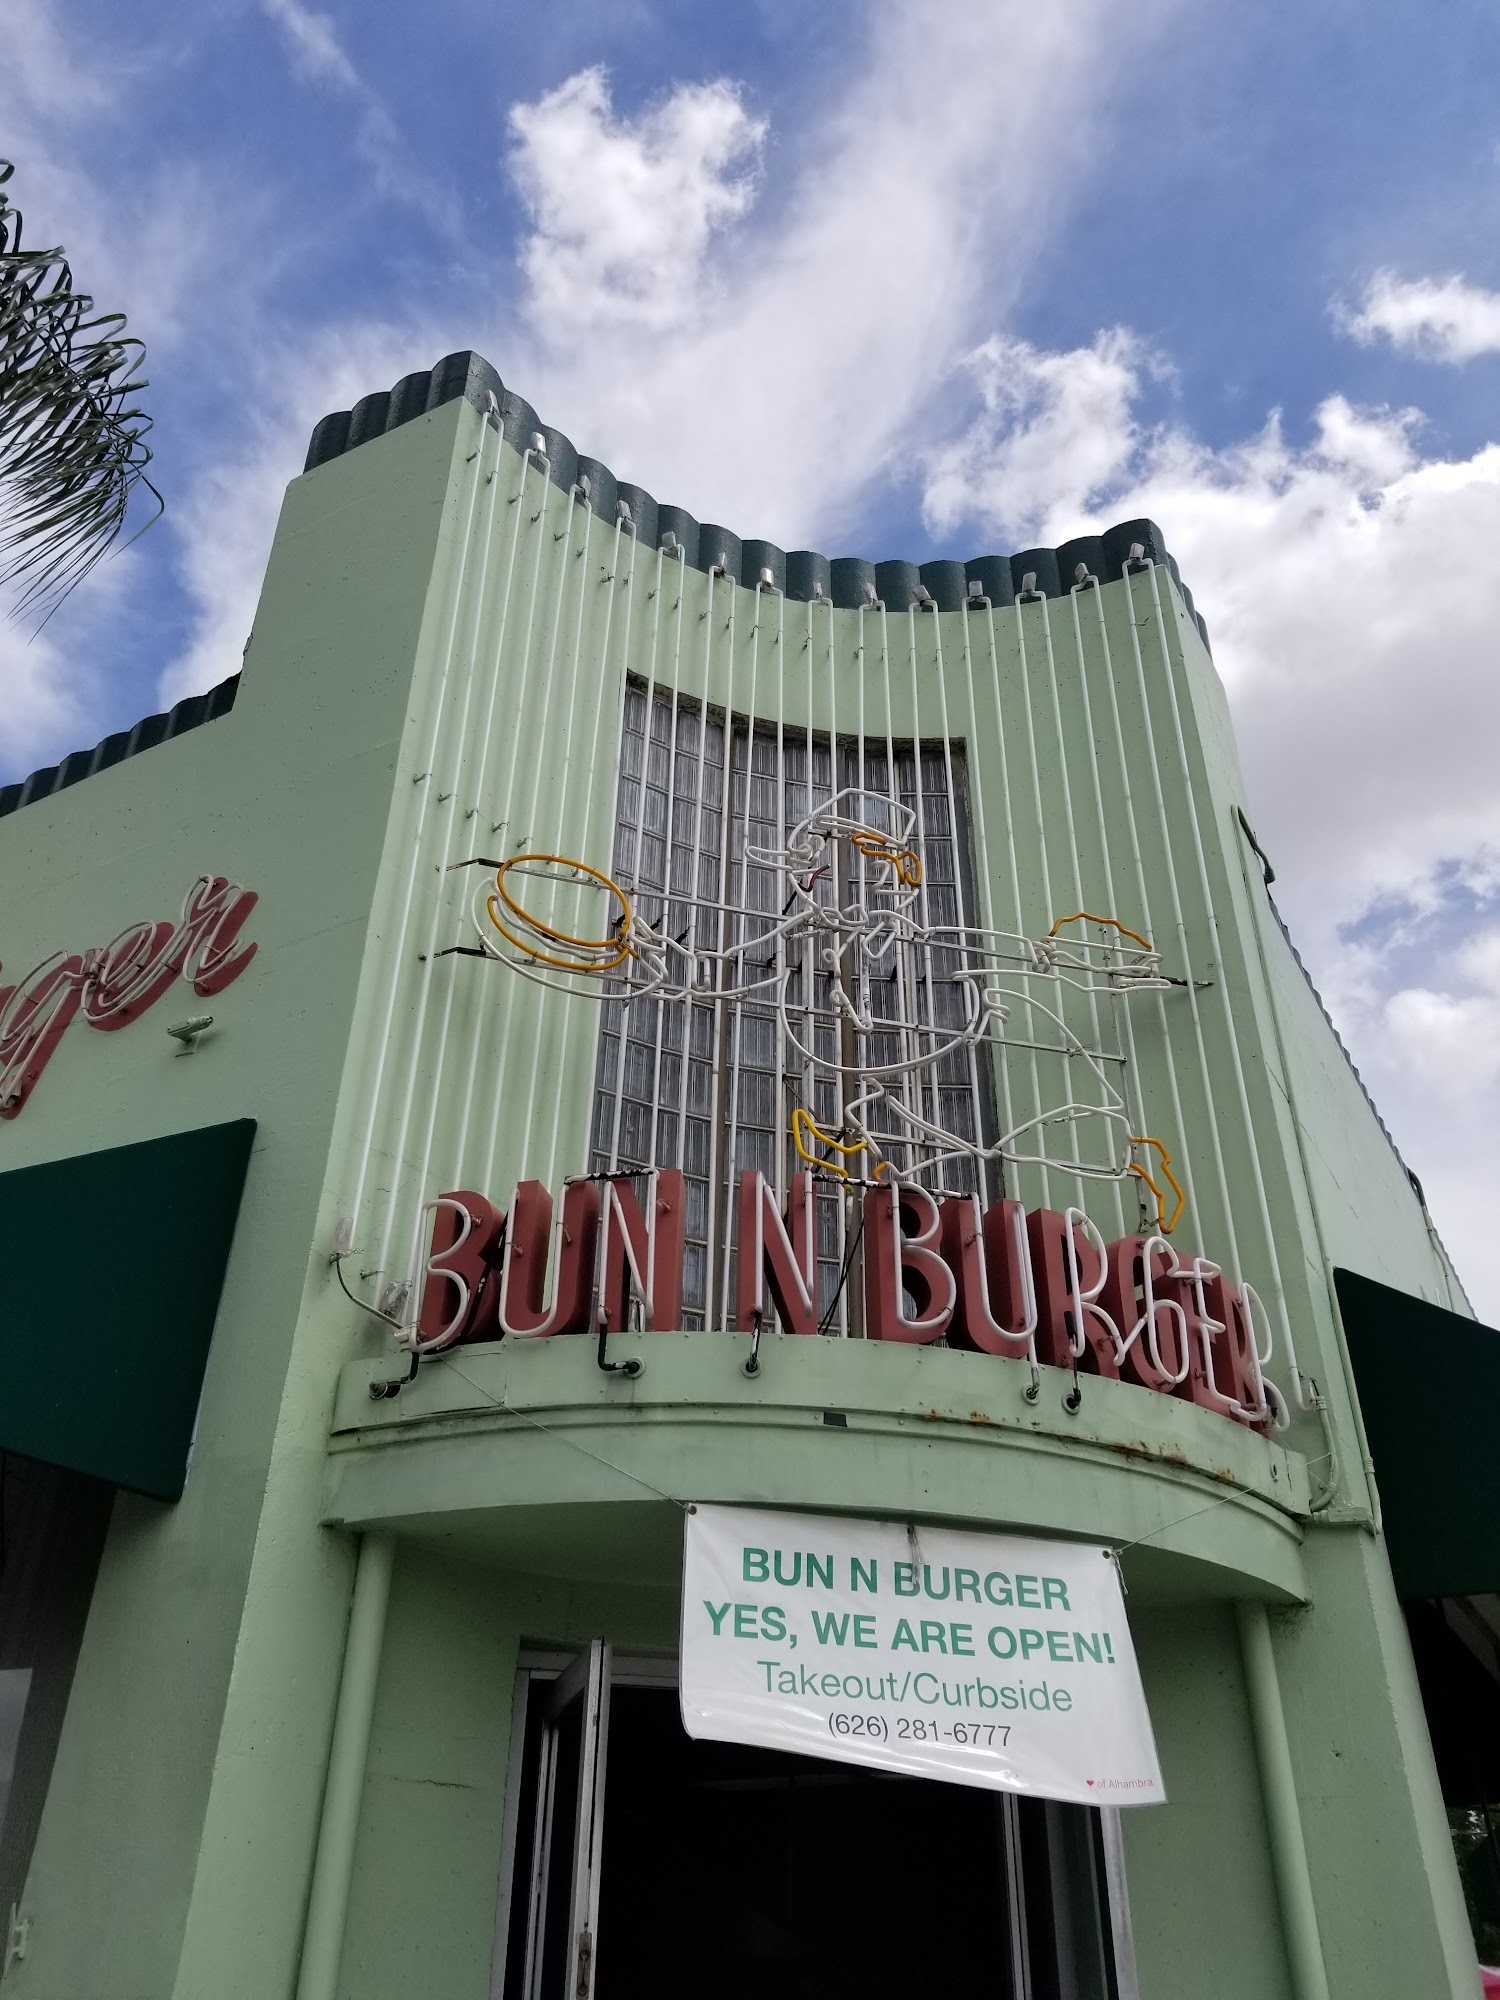 BUN N BURGER
BUN N BURGER
YES, WE ARE OPEN!
Takeout/Curbside
(626) 281-6777
❤ of Alhambra